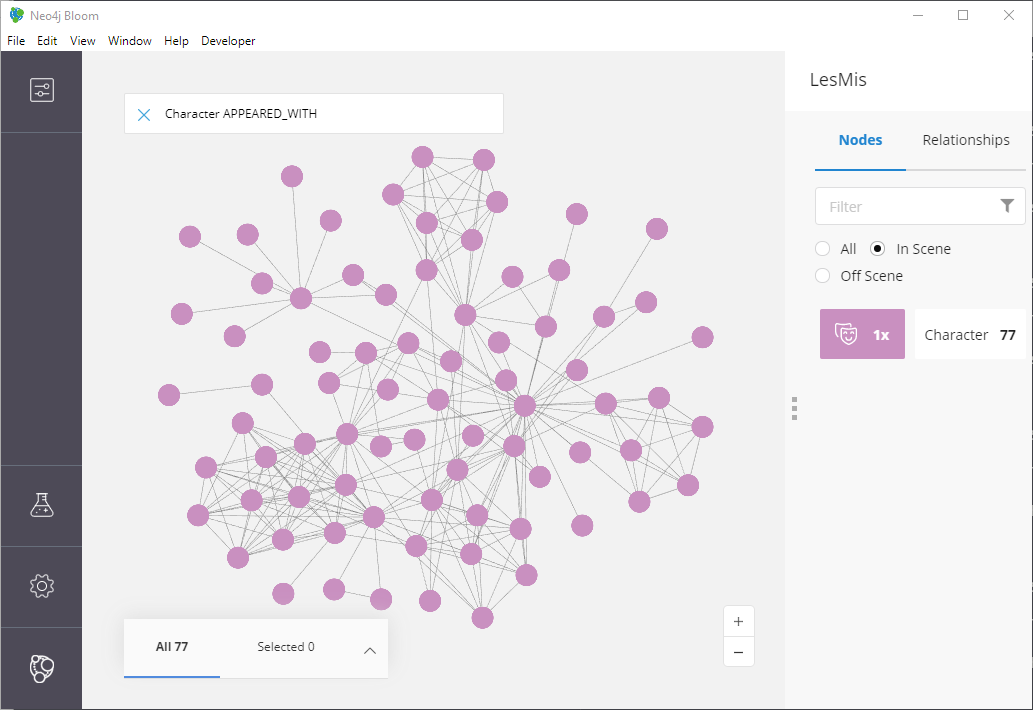 Neo4j Bloom
File Edit View Window Help Developer
Character APPEARED_WITH
LesMis
Nodes Relationships
Filter
All In Scene
Off Scene
1x Character 77
All 77 Selected 0